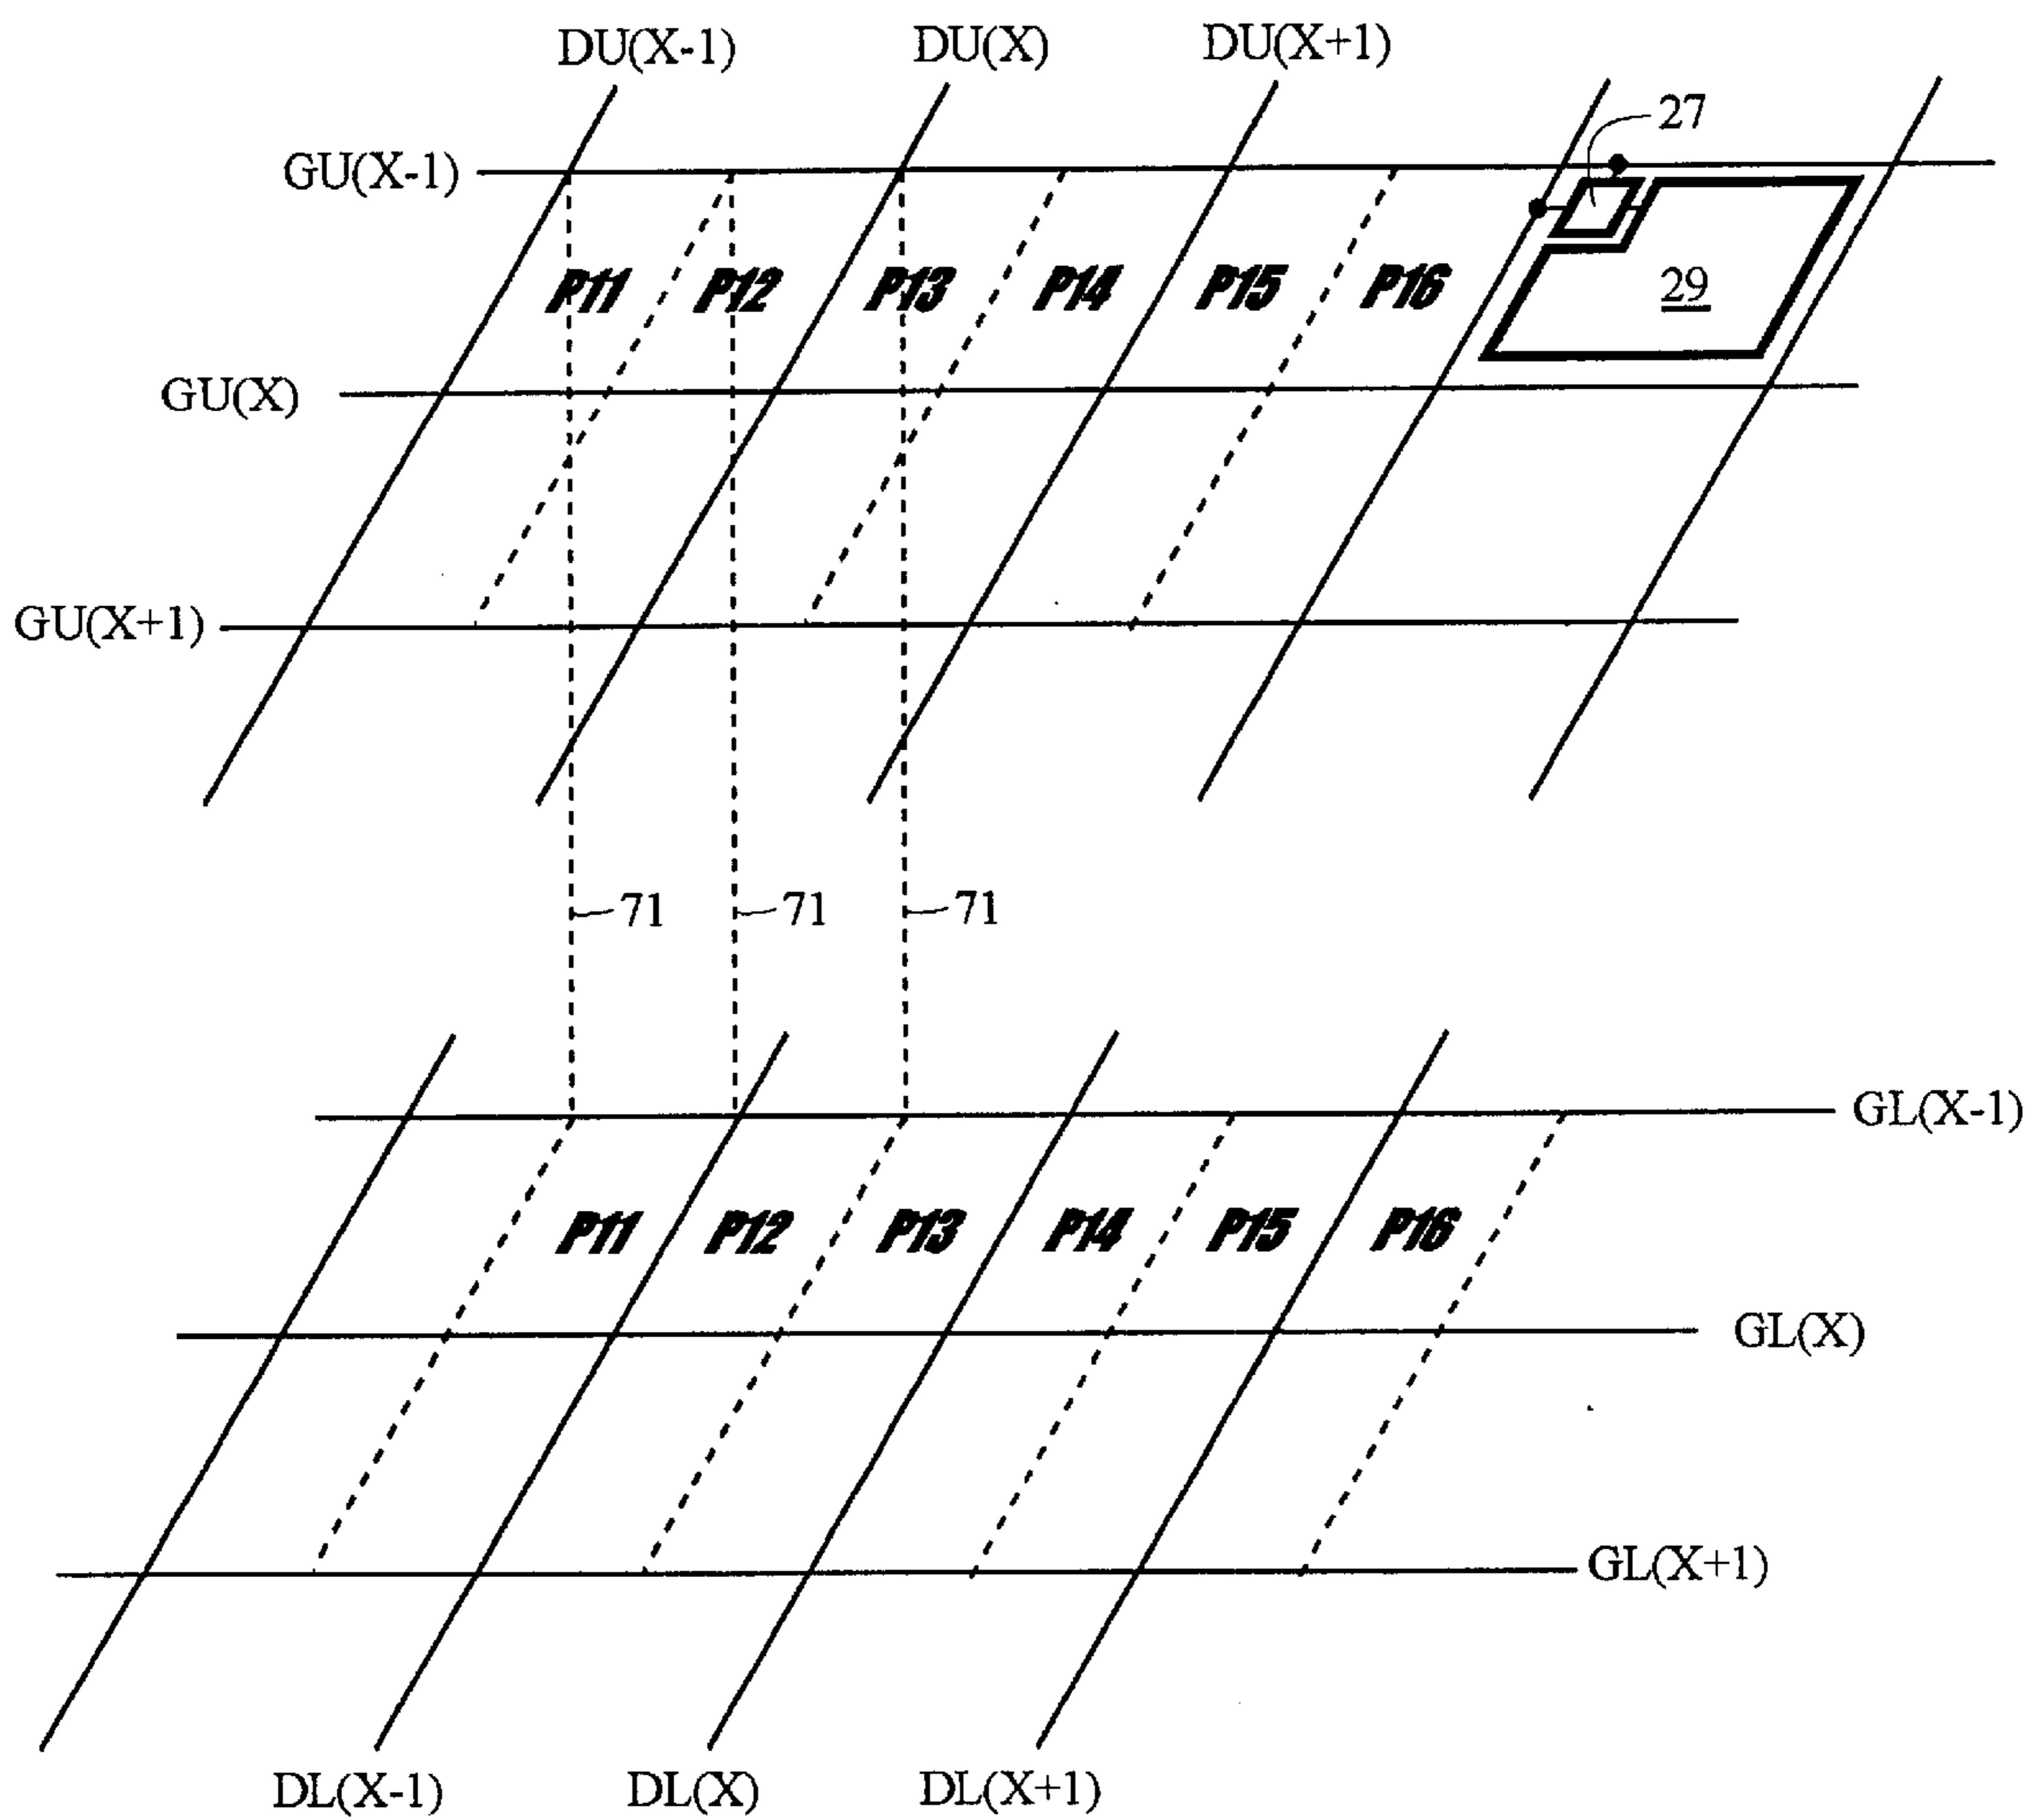 DU(X-1) DU(X) DU(X+1)
27
GU(X-1)
P11 P12 P13 P14 P15 P16
29
GU(X)
GU(X+1)
71 71 71
GL(X-1)
P11 P12 P13 P14 P15 P16
GL(X)
GL(X+1)
DL(X-1) DL(X) DL(X+1)